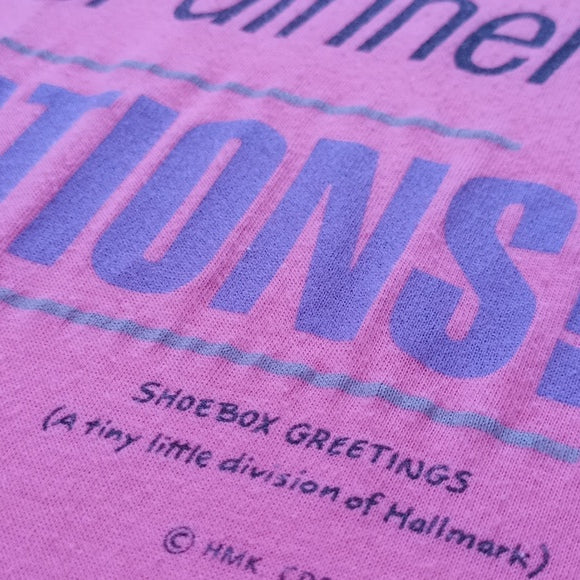 TIONS
SHOEBOX GREETINGS
(A tiny little division of Hallmark)
© HMK